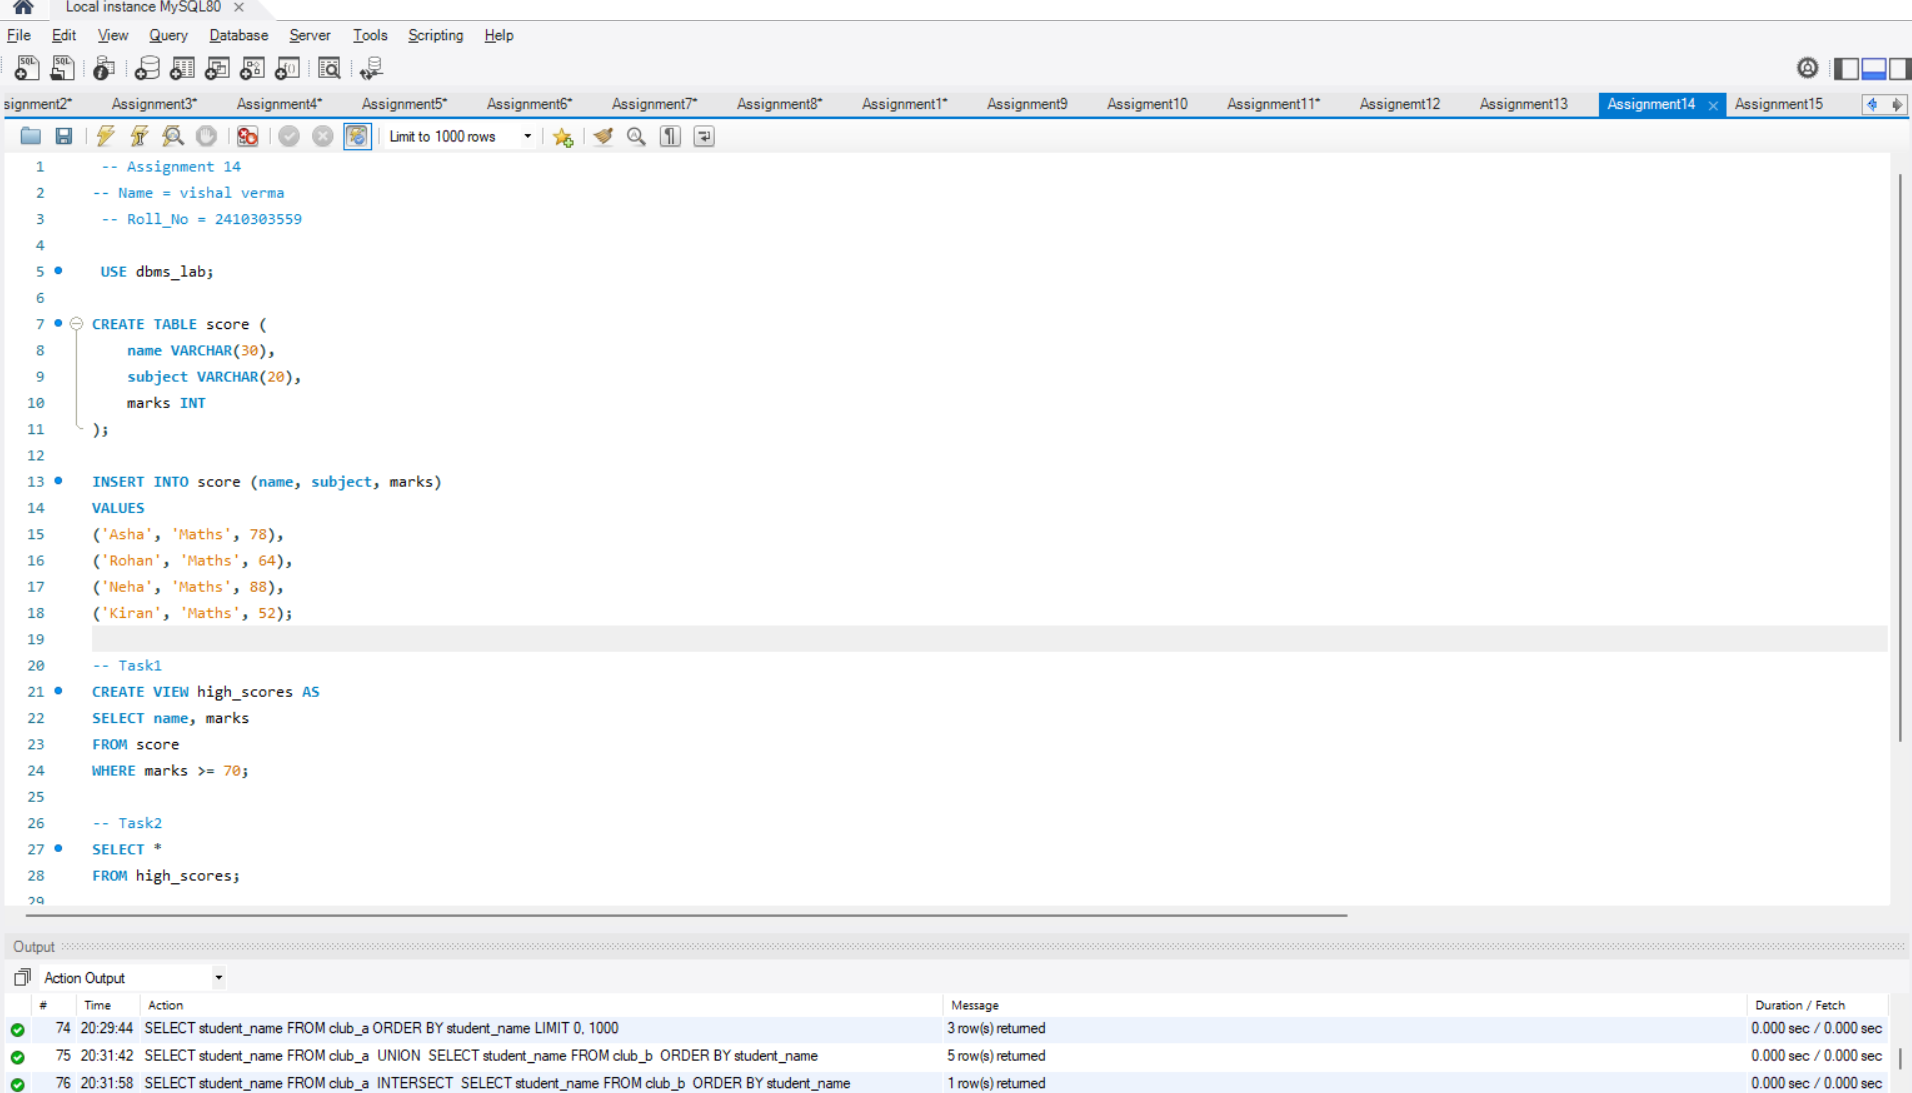 Local instance MySQL80 ×
File Edit View Query Database Server Tools Scripting Help
signment2* Assignment3* Assignment4* Assignment5* Assignment6* Assignment7* Assignment8* Assignment1* Assignment9 Assigment10 Assignment11* Assignemt12 Assignment13 Assignment14 × Assignment15
Limit to 1000 rows
1 -- Assignment 14
2 -- Name = vishal verma
3 -- Roll_No = 2410303559
4
5 USE dbms_lab;
6
7 CREATE TABLE score (
8 name VARCHAR(30),
9 subject VARCHAR(20),
10 marks INT
11 );
12
13 INSERT INTO score (name, subject, marks)
14 VALUES
15 ('Asha', 'Maths', 78),
16 ('Rohan', 'Maths', 64),
17 ('Neha', 'Maths', 88),
18 ('Kiran', 'Maths', 52);
19
20 -- Task1
21 CREATE VIEW high_scores AS
22 SELECT name, marks
23 FROM score
24 WHERE marks >= 70;
25
26 -- Task2
27 SELECT *
28 FROM high_scores;
29
Output
Action Output
# Time Action Message Duration / Fetch
74 20:29:44 SELECT student_name FROM club_a ORDER BY student_name LIMIT 0, 1000 3 row(s) returned 0.000 sec / 0.000 sec
75 20:31:42 SELECT student_name FROM club_a UNION SELECT student_name FROM club_b ORDER BY student_name 5 row(s) returned 0.000 sec / 0.000 sec
76 20:31:58 SELECT student_name FROM club_a INTERSECT SELECT student_name FROM club_b ORDER BY student_name 1 row(s) returned 0.000 sec / 0.000 sec